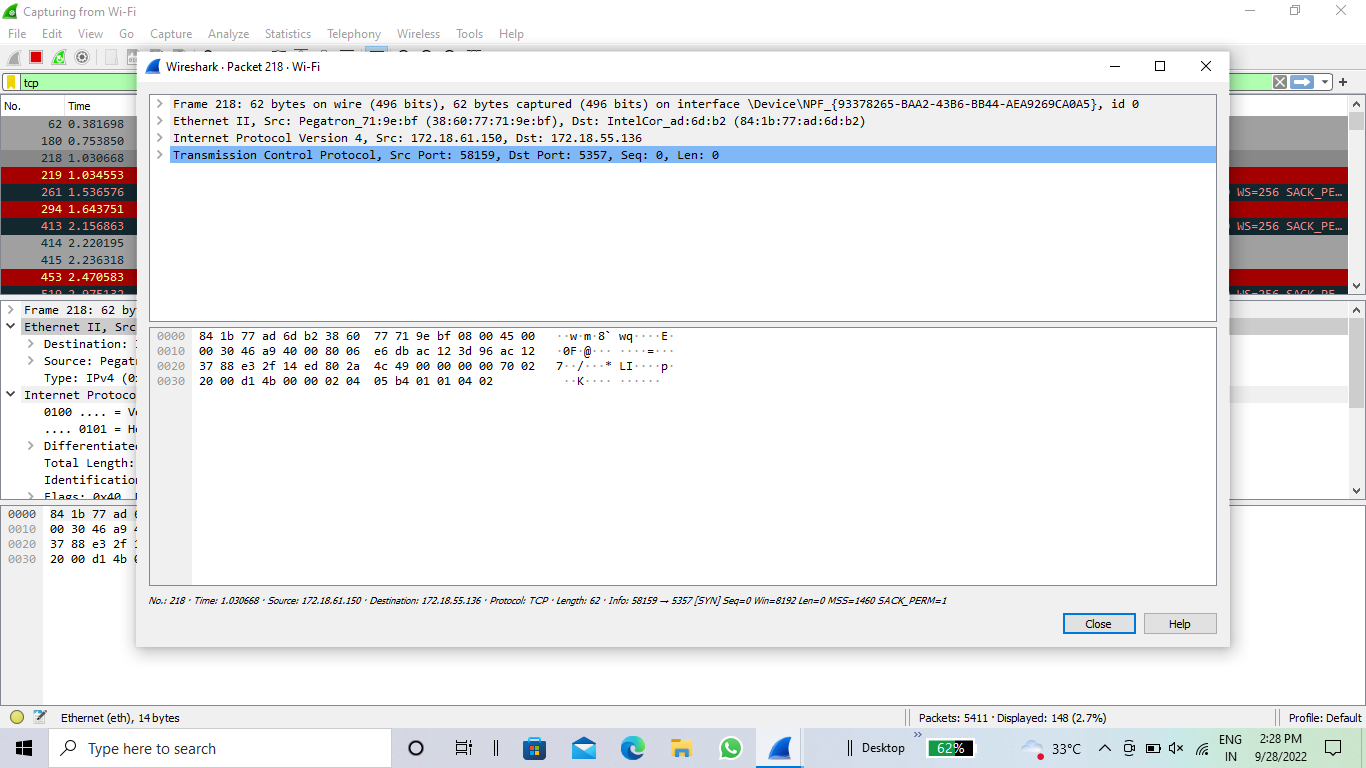 Capturing from Wi-Fi
File Edit View Go Capture Analyze Statistics Telephony Wireless Tools Help
tcp
No. Time
62 0.381698
180 0.753850
218 1.030668
219 1.034553
261 1.536576 WS=256 SACK_PE…
294 1.643751
413 2.156863 WS=256 SACK_PE…
414 2.220195
415 2.236318
453 2.470583
519 2.975132 WS=256 SACK_PE…
Frame 218: 62 by
Ethernet II, Src
Destination:
Source: Pegat
Type: IPv4 (0x
Internet Protoco
0100 .... = Ve
.... 0101 = He
Differentiated
Total Length:
Identification
Flags: 0x40,
0000 84 1b 77 ad
0010 00 30 46 a9
0020 37 88 e3 2f
0030 20 00 d1 4b
Wireshark · Packet 218 · Wi-Fi
Frame 218: 62 bytes on wire (496 bits), 62 bytes captured (496 bits) on interface \Device\NPF_{93378265-BAA2-43B6-BB44-AEA9269CA0A5}, id 0
Ethernet II, Src: Pegatron_71:9e:bf (38:60:77:71:9e:bf), Dst: IntelCor_ad:6d:b2 (84:1b:77:ad:6d:b2)
Internet Protocol Version 4, Src: 172.18.61.150, Dst: 172.18.55.136
Transmission Control Protocol, Src Port: 58159, Dst Port: 5357, Seq: 0, Len: 0
0000 84 1b 77 ad 6d b2 38 60 77 71 9e bf 08 00 45 00 ··w·m·8` wq····E·
0010 00 30 46 a9 40 00 80 06 e6 db ac 12 3d 96 ac 12 ·0F·@··· ····=···
0020 37 88 e3 2f 14 ed 80 2a 4c 49 00 00 00 00 70 02 7··/···* LI····p·
0030 20 00 d1 4b 00 00 02 04 05 b4 01 01 04 02 ··K···· ······
No.: 218 · Time: 1.030668 · Source: 172.18.61.150 · Destination: 172.18.55.136 · Protocol: TCP · Length: 62 · Info: 58159 → 5357 [SYN] Seq=0 Win=8192 Len=0 MSS=1460 SACK_PERM=1
Close Help
Ethernet (eth), 14 bytes Packets: 5411 · Displayed: 148 (2.7%) Profile: Default
Type here to search Desktop 62% 33°C ENG IN 2:28 PM 9/28/2022